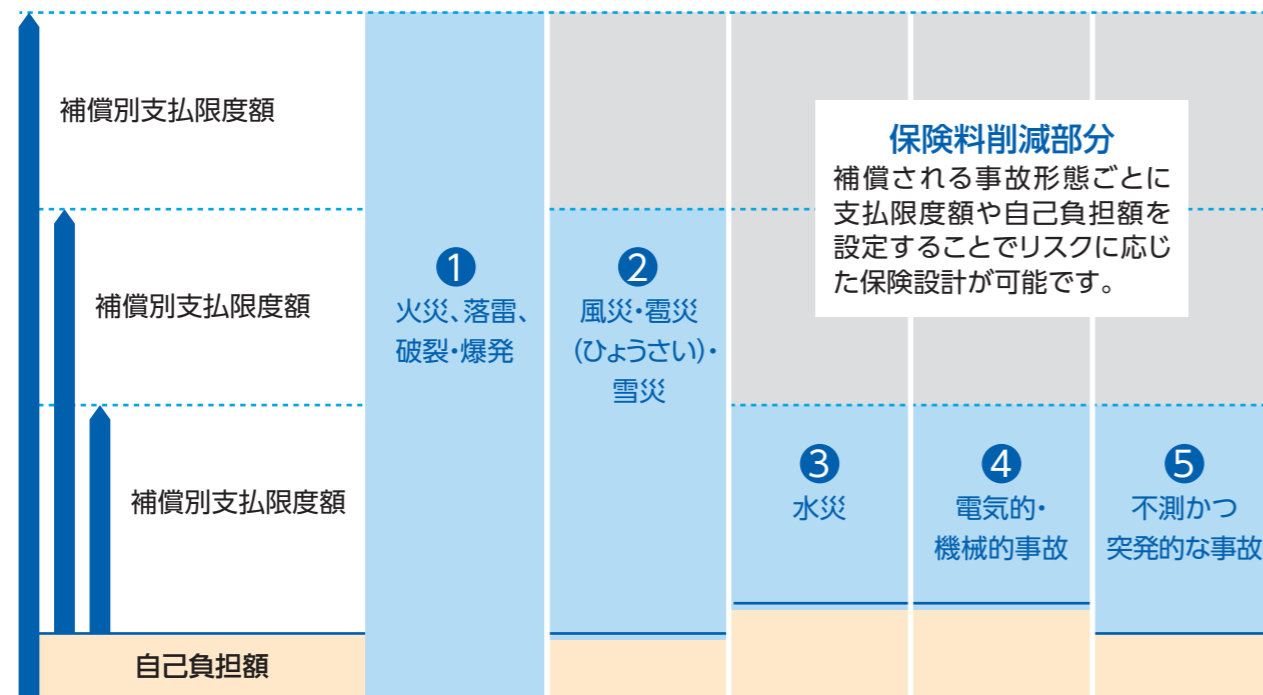 補償別支払限度額
補償別支払限度額
補償別支払限度額
自己負担額
❶
火災、落雷、
破裂・爆発
❷
風災・雹災
(ひょうさい)・
雪災
保険料削減部分
補償される事故形態ごとに
支払限度額や自己負担額を
設定することでリスクに応じ
た保険設計が可能です。
❸
水災
❹
電気的・
機械的事故
❺
不測かつ
突発的な事故